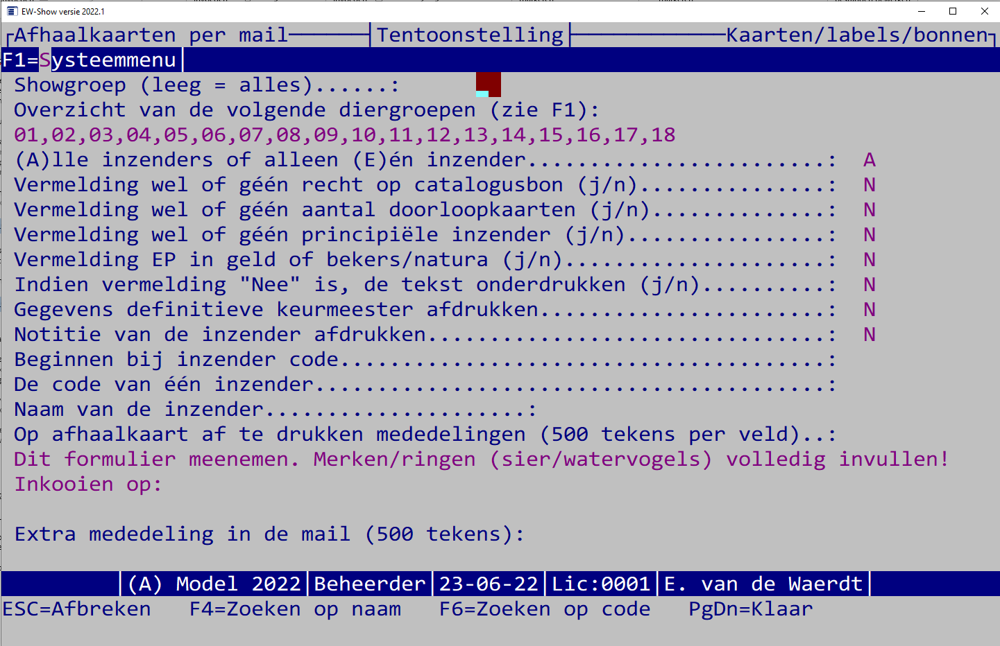 EW-Show versie 2022.1
Afhaalkaarten per mail Tentoonstelling Kaarten/labels/bonnen
F1=Systeemmenu
Showgroep (leeg = alles)......:
Overzicht van de volgende diergroepen (zie F1):
01,02,03,04,05,06,07,08,09,10,11,12,13,14,15,16,17,18
(A)lle inzenders of alleen (E)én inzender........................: A
Vermelding wel of géén recht op catalogusbon (j/n)...............: N
Vermelding wel of géén aantal doorloopkaarten (j/n)..............: N
Vermelding wel of géén principiële inzender (j/n)................: N
Vermelding EP in geld of bekers/natura (j/n).....................: N
Indien vermelding "Nee" is, de tekst onderdrukken (j/n)..........: N
Gegevens definitieve keurmeester afdrukken.......................: N
Notitie van de inzender afdrukken................................: N
Beginnen bij inzender code.......................................:
De code van één inzender.........................................:
Naam van de inzender.....................:
Op afhaalkaart af te drukken mededelingen (500 tekens per veld)..:
Dit formulier meenemen. Merken/ringen (sier/watervogels) volledig invullen!
Inkooien op:
Extra mededeling in de mail (500 tekens):
(A) Model 2022 Beheerder 23-06-22 Lic:0001 E. van de Waerdt
ESC=Afbreken F4=Zoeken op naam F6=Zoeken op code PgDn=Klaar